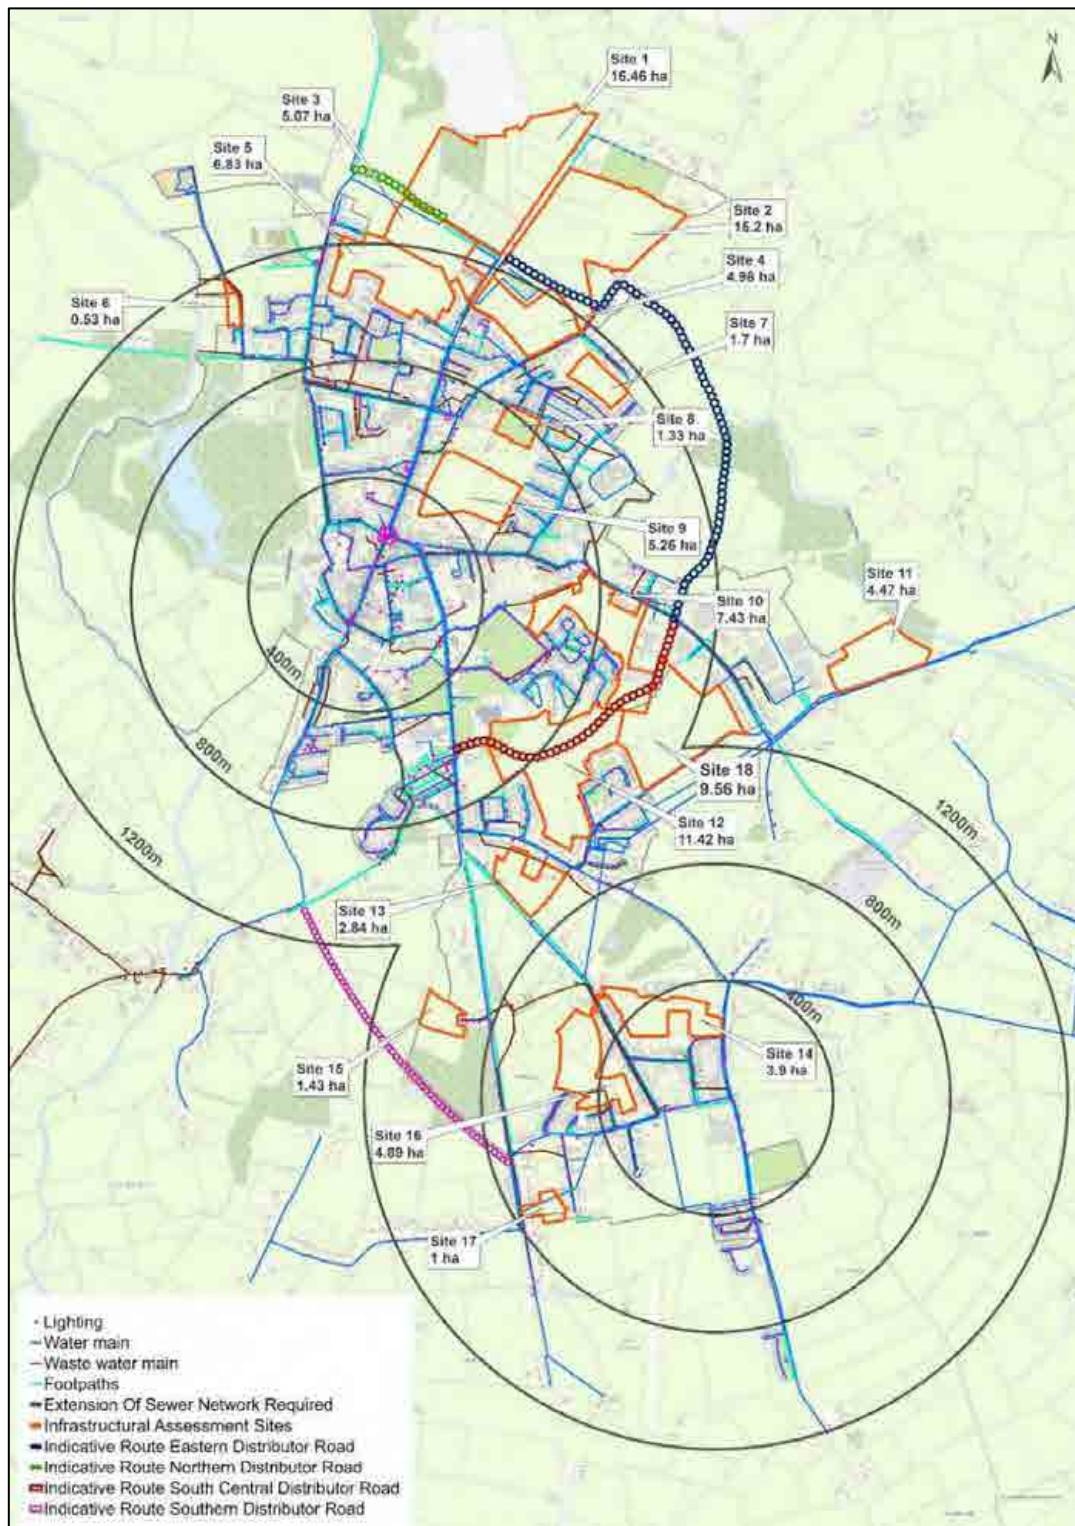 N
Site 1
16.46 ha
Site 3
5.07 ha
Site 5
6.83 ha
Site 2
15.2 ha
Site 4
4.98 ha
Site 6
0.53 ha
Site 7
1.7 ha
Site 8
1.33 ha
Site 9
5.26 ha
Site 11
4.47 ha
Site 10
7.43 ha
400m
800m
Site 18
9.56 ha
1200m
1200m
Site 12
11.42 ha
800m
Site 13
2.84 ha
400m
Site 14
3.9 ha
Site 15
1.43 ha
Site 16
4.89 ha
Site 17
1 ha
Lighting
Water main
Waste water main
Footpaths
Extension Of Sewer Network Required
Infrastructural Assessment Sites
Indicative Route Eastern Distributor Road
Indicative Route Northern Distributor Road
Indicative Route South Central Distributor Road
Indicative Route Southern Distributor Road